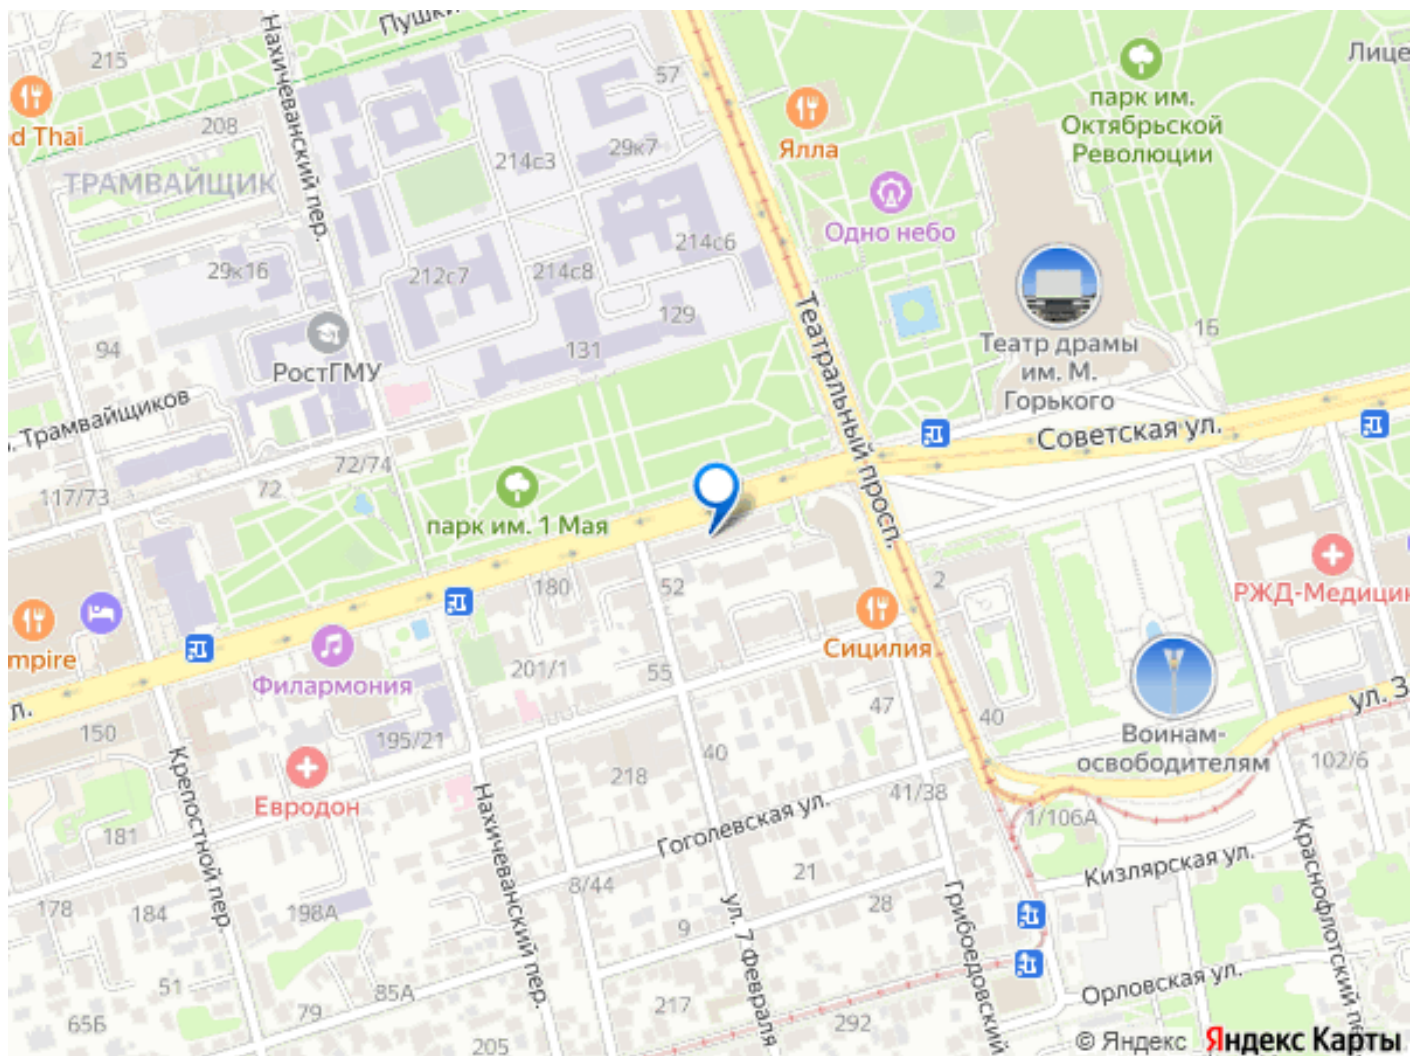 Пушки
215
Нахичеванский пер.
57
Лице
парк им.
Октябрьской
Революции
d Thai
208
214с3
29к7
Ялла
ТРАМВАЙЩИК
Одно небо
214с6
29к16
212с7
214с8
129
131
94
РостГМУ
Театральный просп.
16
Театр драмы
им. М.
Горького
. Трамвайщиков
Советская ул.
72/74
72
117/73
парк им. 1 Мая
180
52
2
РЖД-Медицин
mpire
Филармония
201/1
55
Сицилия
47
40
л.
150
195/21
ул. З
Воинам-
освободителям
102/6
Крепостной пер.
Евродон
218
40
41/38
1/106А
181
Нахичеванский пер.
Гоголевская ул.
Кизлярская ул.
Краснофлотский пе
178
184
198А
8/44
21
28
9
ул. 7 Февраля
Грибоедовский
51
65Б
79
85А
205
217
292
Орловская ул.
© Яндекс Яндекс Карты